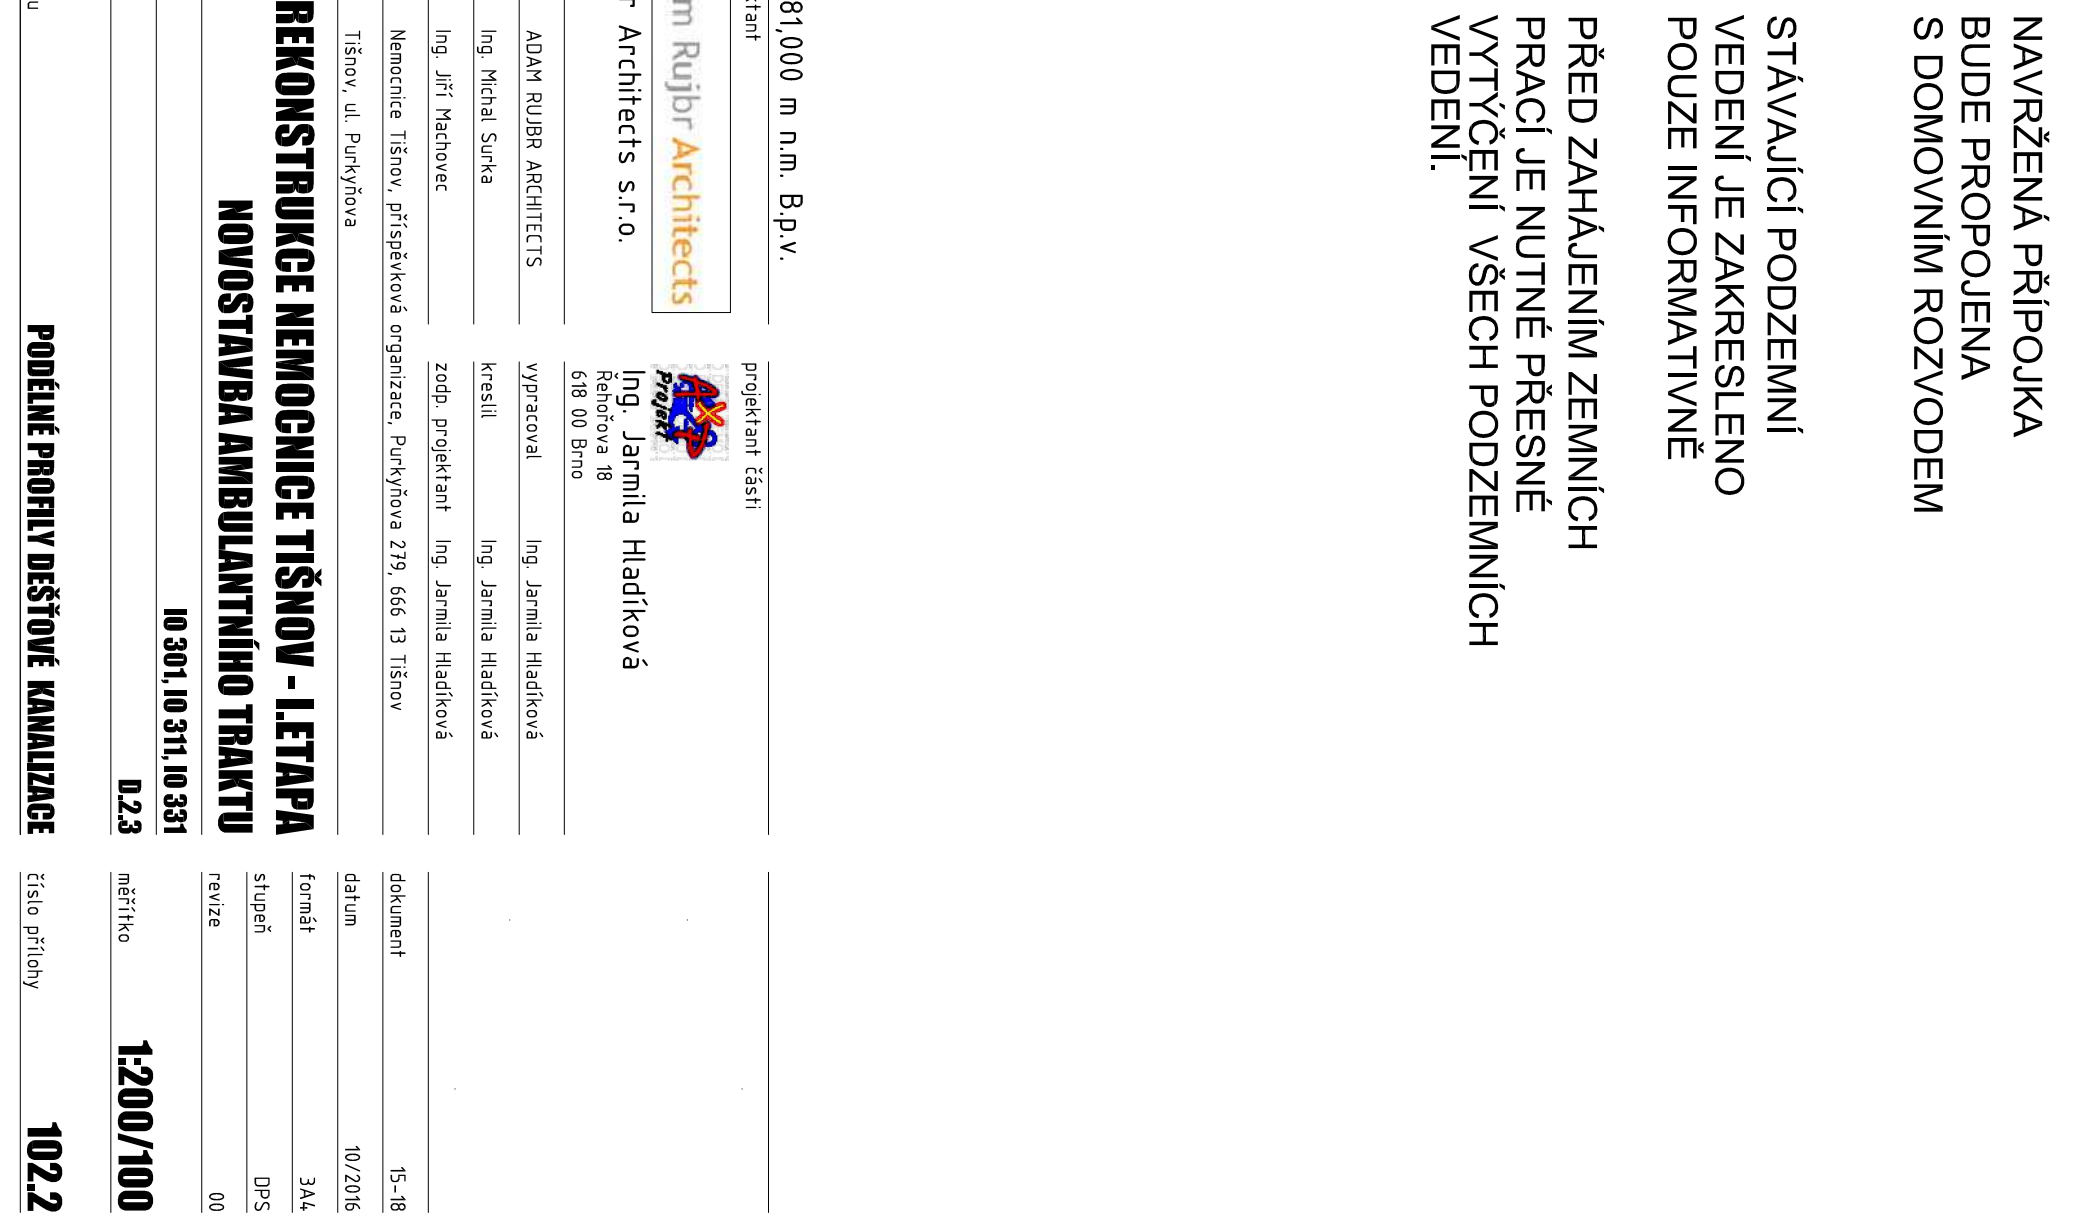 NAVRŽENÁ PŘÍPOJKA
BUDE PROPOJENA
S DOMOVNÍM ROZVODEM
STÁVAJÍCÍ PODZEMNÍ
VEDENÍ JE ZAKRESLENO
POUZE INFORMATIVNĚ
PŘED ZAHÁJENÍM ZEMNÍCH
PRACÍ JE NUTNÉ PŘESNÉ
VYTÝČENÍ VŠECH PODZEMNÍCH
VEDENÍ.
81,000 m n.m. B.p.v.
ktant
projektant části
m Rujbr Architects
AXT
Projekt
r Architects s.r.o.
Ing. Jarmila Hladíková
Řehořova 18
618 00 Brno
ADAM RUJBR ARCHITECTS
vypracoval
Ing. Jarmila Hladíková
Ing. Michal Surka
kreslil
Ing. Jarmila Hladíková
Ing. Jiří Machovec
zodp. projektant
Ing. Jarmila Hladíková
Nemocnice Tišnov, příspěvková organizace, Purkyňova 279, 666 13 Tišnov
dokument
15-18
Tišnov, ul. Purkyňova
datum
10/2016
REKONSTRUKCE NEMOCNICE TIŠNOV - I.ETAPA
formát
3A4
NOVOSTAVBA AMBULANTNÍHO TRAKTU
stupeň
DPS
revize
00
IO 301, IO 311, IO 331
D.2.3
měřítko
1:200/100
u
PODÉLNÉ PROFILY DEŠŤOVÉ KANALIZACE
číslo přílohy
102.2